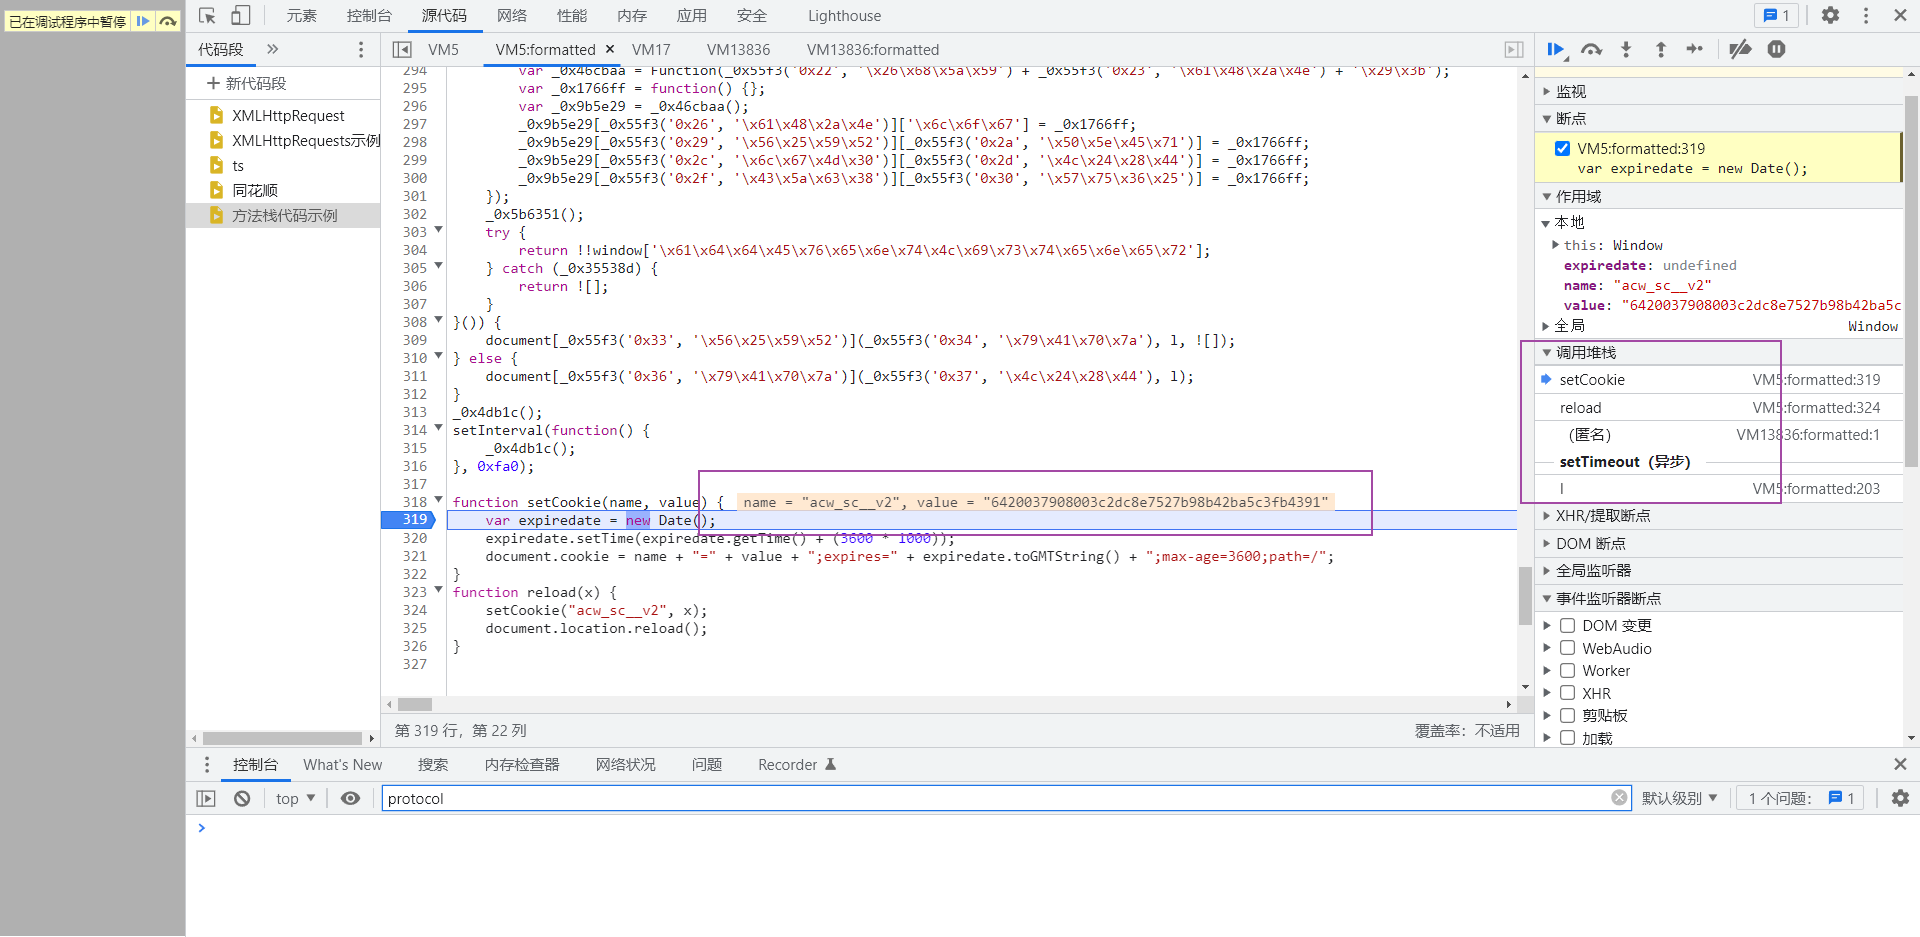 已在调试程序中暂停
元素 控制台 源代码 网络 性能 内存 应用 安全 Lighthouse 1
代码段 »
VM5 VM5:formatted × VM17 VM13836 VM13836:formatted
+ 新代码段
XMLHttpRequest
XMLHttpRequests示例
ts
同花顺
方法栈代码示例
294 var _0x46cbaa = Function(_0x55f3('0x22', '\x26\x68\x5a\x59') + _0x55f3('0x23', '\x61\x48\x2a\x4e') + '\x29\x3b');
295 var _0x1766ff = function() {};
296 var _0x9b5e29 = _0x46cbaa();
297 _0x9b5e29[_0x55f3('0x26', '\x61\x48\x2a\x4e')]['\x6c\x6f\x67'] = _0x1766ff;
298 _0x9b5e29[_0x55f3('0x29', '\x56\x25\x59\x52')][_0x55f3('0x2a', '\x50\x5e\x45\x71')] = _0x1766ff;
299 _0x9b5e29[_0x55f3('0x2c', '\x6c\x67\x4d\x30')][_0x55f3('0x2d', '\x4c\x24\x28\x44')] = _0x1766ff;
300 _0x9b5e29[_0x55f3('0x2f', '\x43\x5a\x63\x38')][_0x55f3('0x30', '\x57\x75\x36\x25')] = _0x1766ff;
301 });
302 _0x5b6351();
303 try {
304 return !!window['\x61\x64\x64\x45\x76\x65\x6e\x74\x4c\x69\x73\x74\x65\x6e\x65\x72'];
305 } catch (_0x35538d) {
306 return ![];
307 }
308 }()) {
309 document[_0x55f3('0x33', '\x56\x25\x59\x52')](_0x55f3('0x34', '\x79\x41\x70\x7a'), l, ![]);
310 } else {
311 document[_0x55f3('0x36', '\x79\x41\x70\x7a')](_0x55f3('0x37', '\x4c\x24\x28\x44'), l);
312 }
313 _0x4db1c();
314 setInterval(function() {
315 _0x4db1c();
316 }, 0xfa0);
317
318 function setCookie(name, value) { name = "acw_sc__v2", value = "6420037908003c2dc8e7527b98b42ba5c3fb4391"
319 var expiredate = new Date();
320 expiredate.setTime(expiredate.getTime() + (3600 * 1000));
321 document.cookie = name + "=" + value + ";expires=" + expiredate.toGMTString() + ";max-age=3600;path=/";
322 }
323 function reload(x) {
324 setCookie("acw_sc__v2", x);
325 document.location.reload();
326 }
327
第 319 行，第 22 列 覆盖率：不适用
监视
断点
VM5:formatted:319
var expiredate = new Date();
作用域
本地
this: Window
expiredate: undefined
name: "acw_sc__v2"
value: "6420037908003c2dc8e7527b98b42ba5c
全局 Window
调用堆栈
setCookie VM5:formatted:319
reload VM5:formatted:324
（匿名） VM13836:formatted:1
setTimeout（异步）
l VM5:formatted:203
XHR/提取断点
DOM 断点
全局监听器
事件监听器断点
DOM 变更
WebAudio
Worker
XHR
剪贴板
加载
控制台 What's New 搜索 内存检查器 网络状况 问题 Recorder
top protocol 默认级别 1 个问题： 1